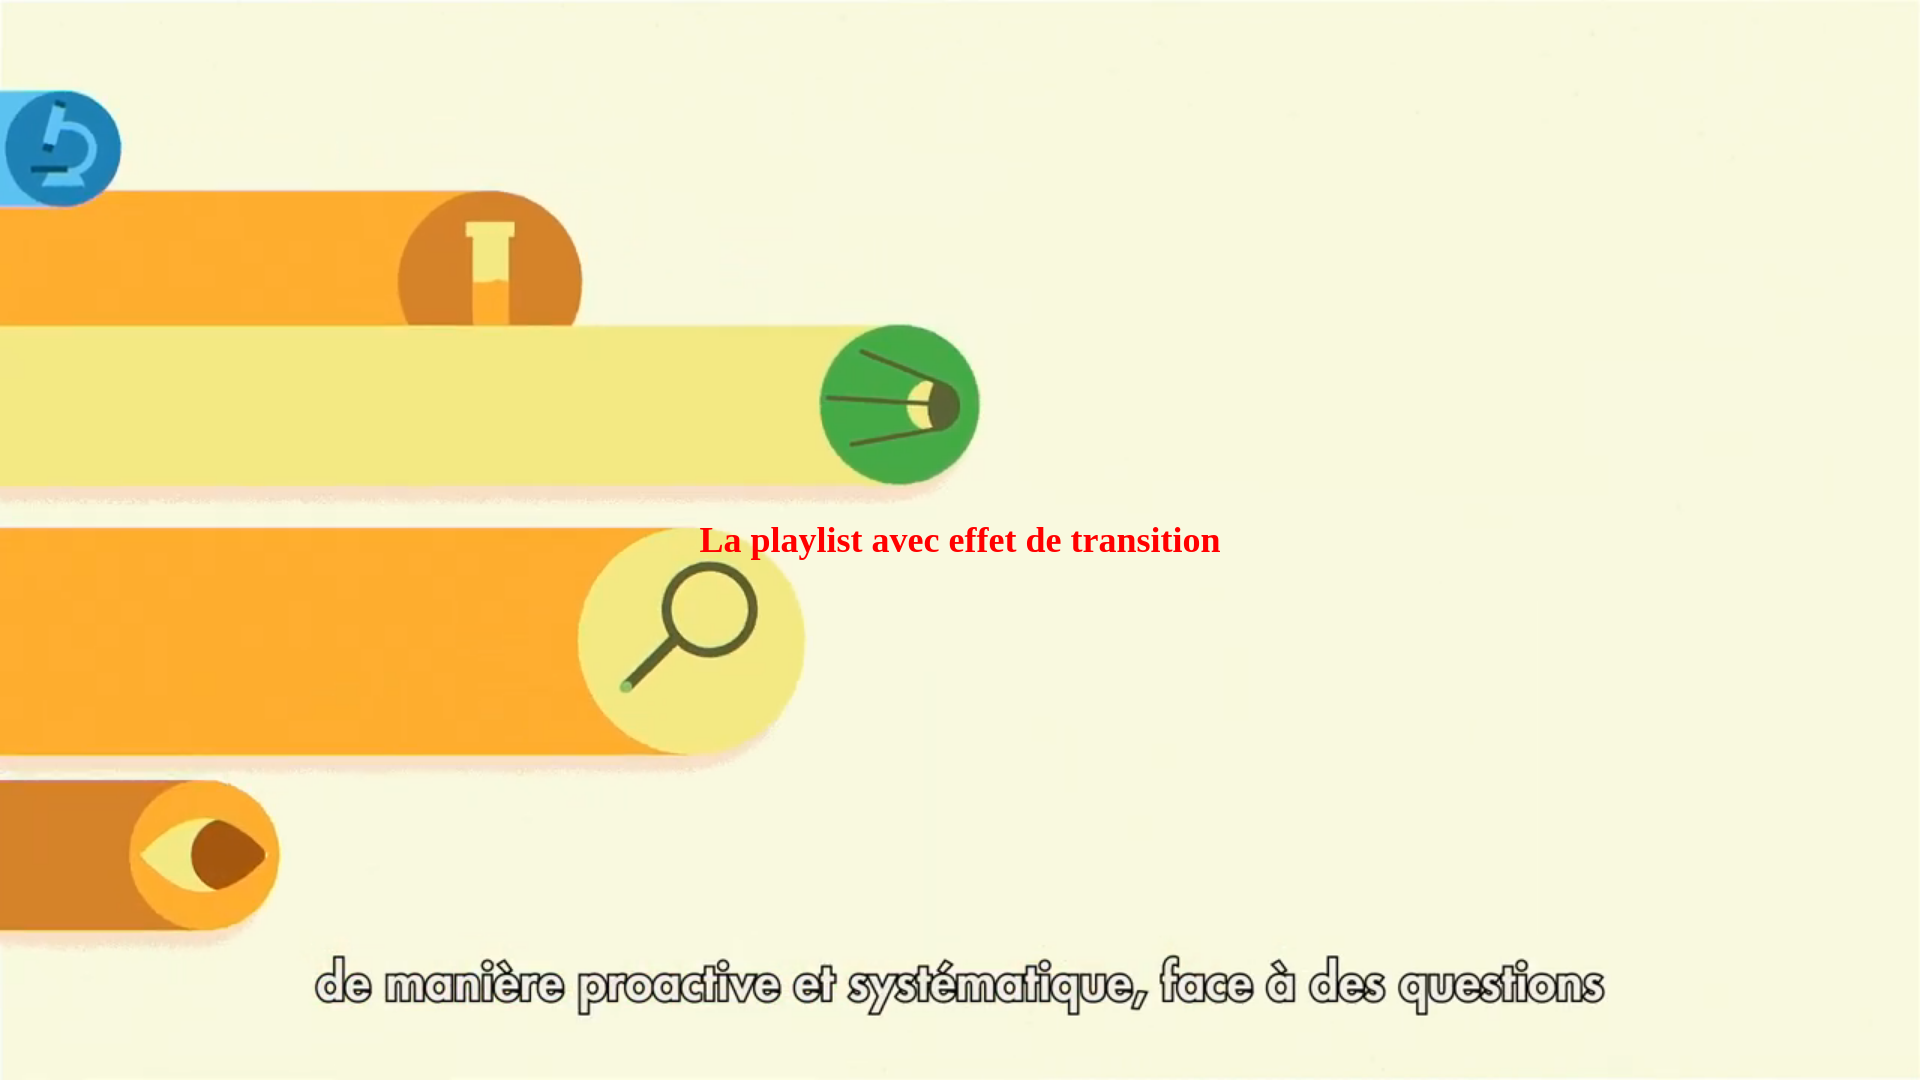 La playlist avec effet de transition
de manière proactive et systématique, face à des questions